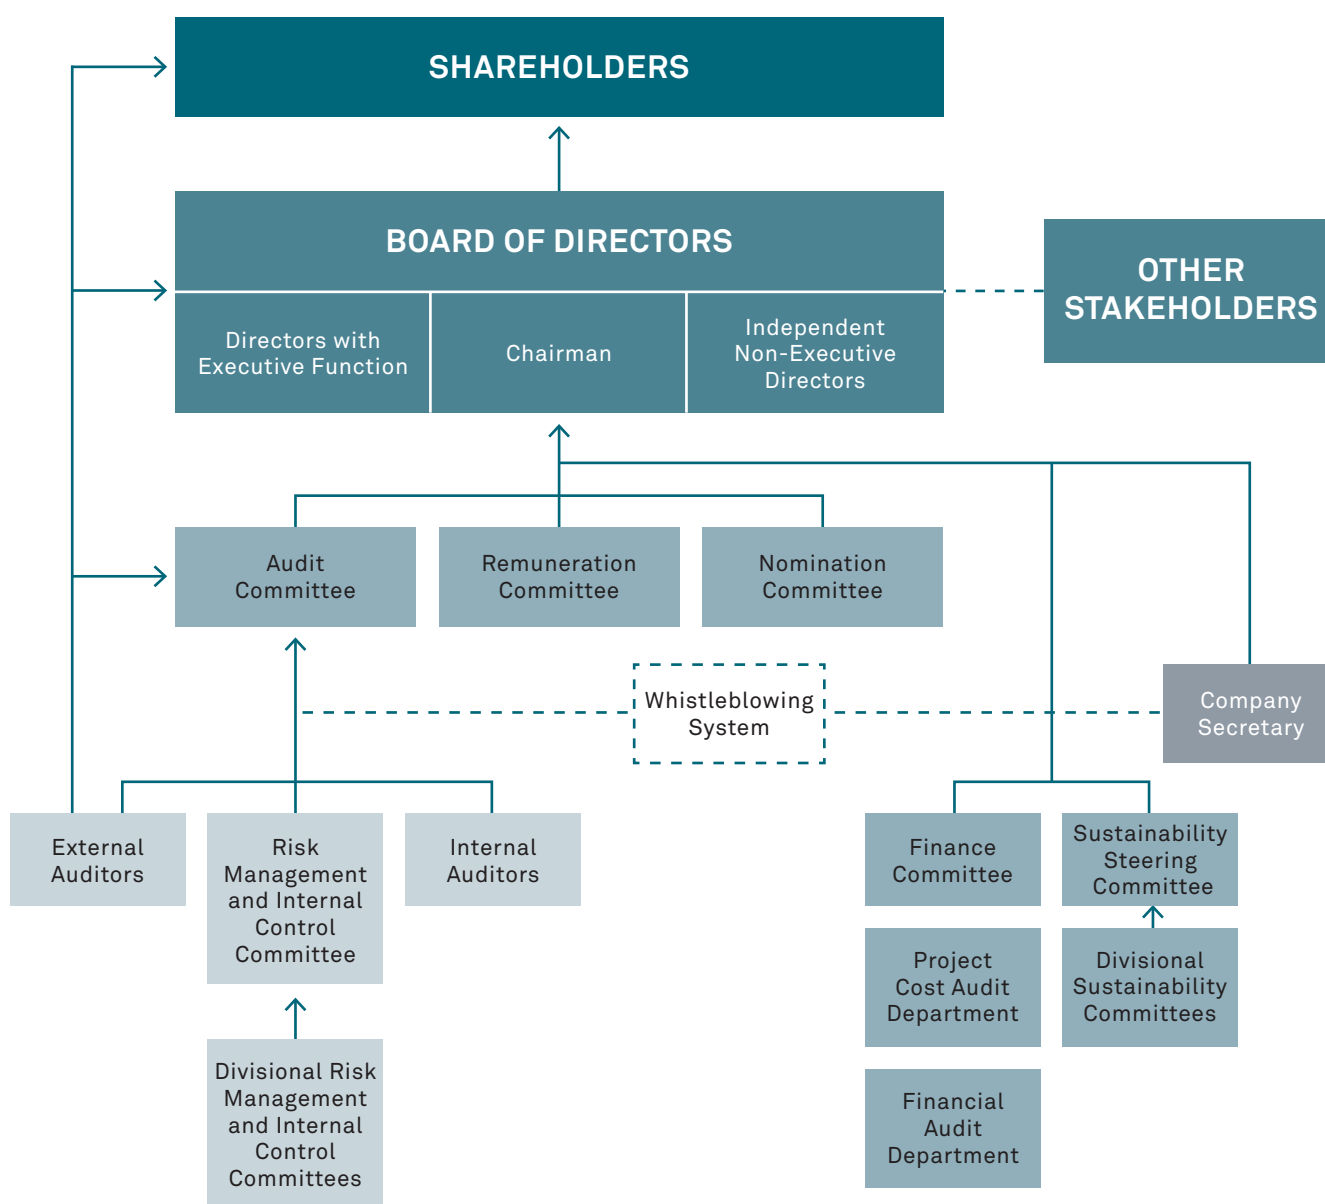 SHAREHOLDERS
BOARD OF DIRECTORS
Directors with
Executive Function
Chairman
Independent
Non-Executive
Directors
OTHER
STAKEHOLDERS
Audit
Committee
Remuneration
Committee
Nomination
Committee
Whistleblowing
System
Company
Secretary
External
Auditors
Risk
Management
and Internal
Control
Committee
Internal
Auditors
Finance
Committee
Sustainability
Steering
Committee
Project
Cost Audit
Department
Divisional
Sustainability
Committees
Divisional Risk
Management
and Internal
Control
Committees
Financial
Audit
Department